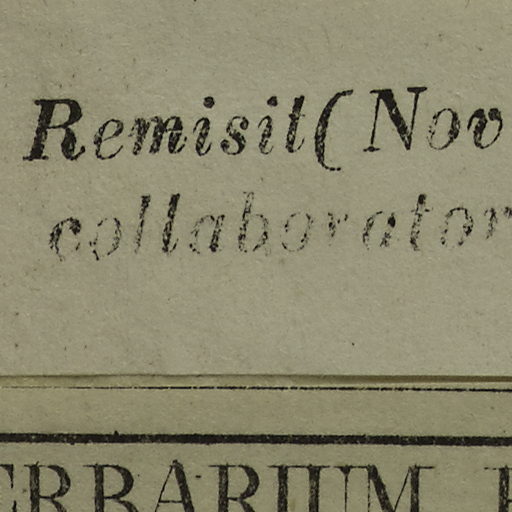 Remisit ( Nov
collaborator
ERBARIUM